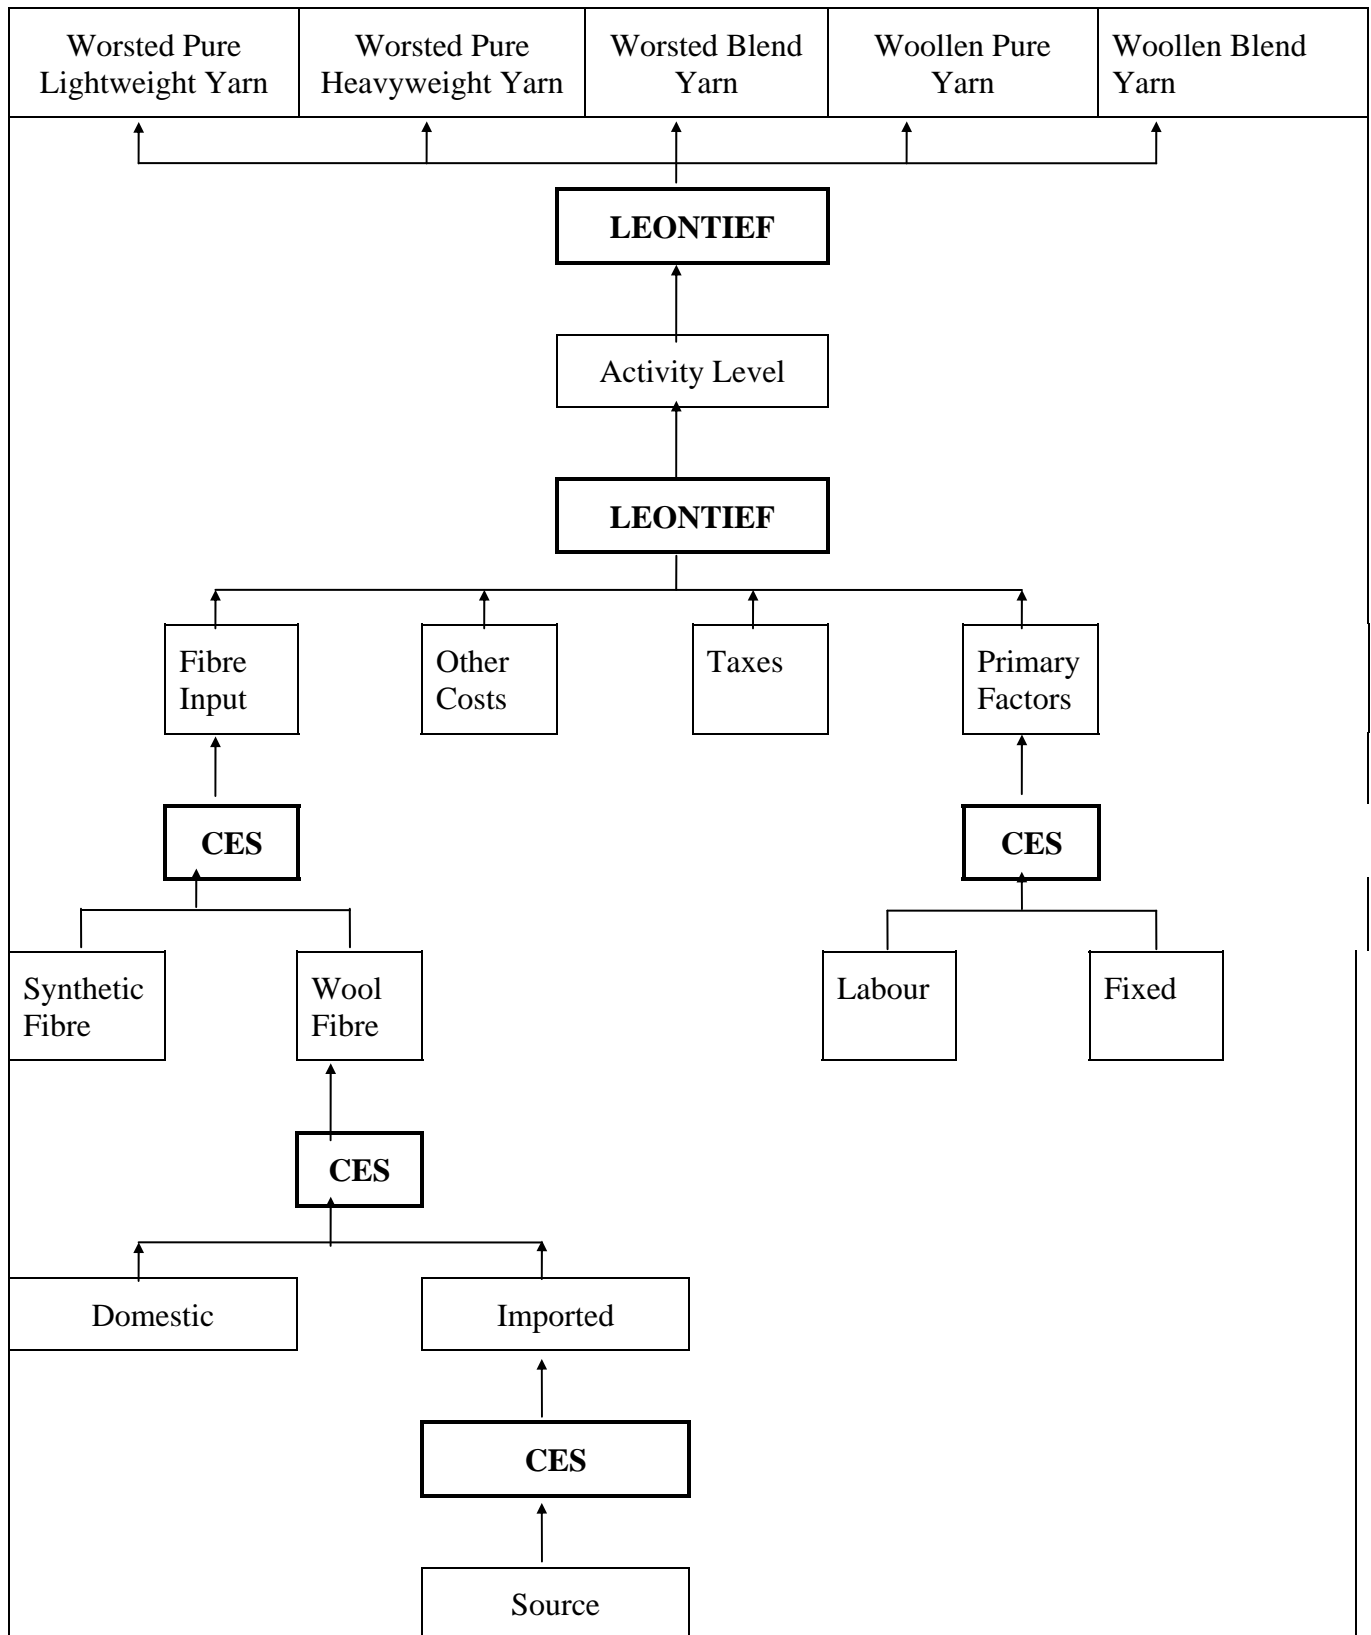 Worsted Pure
Lightweight Yarn
Worsted Pure
Heavyweight Yarn
Worsted Blend
Yarn
Woollen Pure
Yarn
Woollen Blend
Yarn
LEONTIEF
Activity Level
LEONTIEF
Fibre
Input
Other
Costs
Taxes
Primary
Factors
CES
CES
Synthetic
Fibre
Wool
Fibre
Labour
Fixed
CES
Domestic
Imported
CES
Source